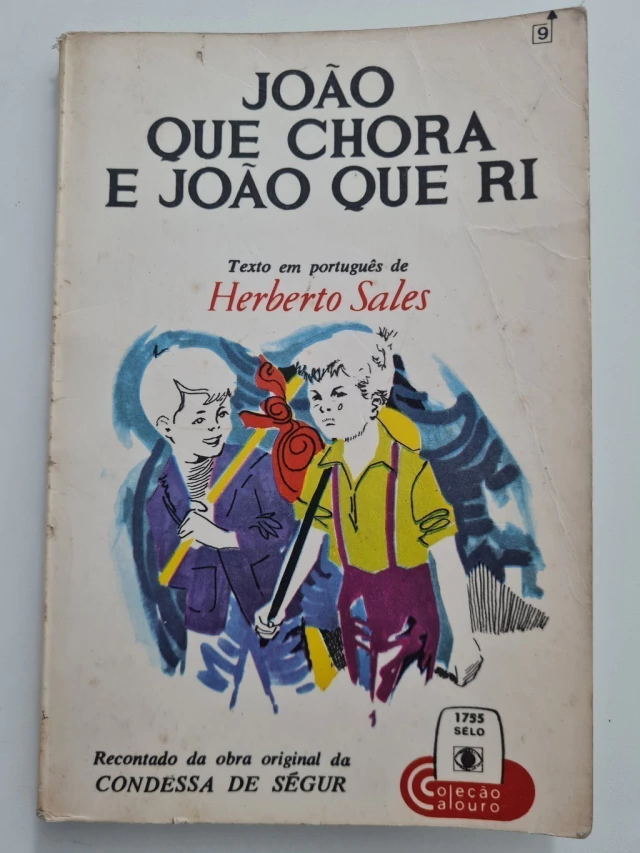 9
JOÃO
QUE CHORA
E JOÃO QUE RI
Texto em português de
Herberto Sales
1755
SELO
Recontado da obra original da
CONDESSA DE SÉGUR
Coleção
Calouro